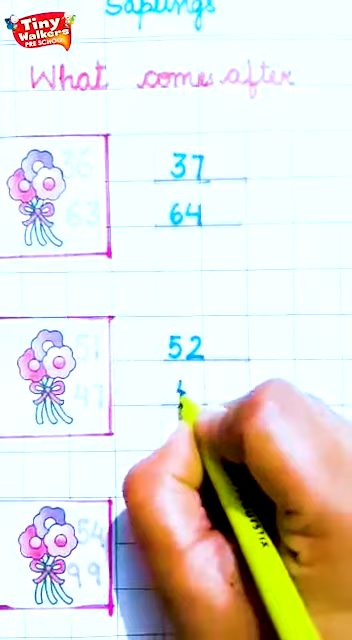 Tiny
Walkers
PRE SCHOOL
Saplings
What comes after
36 37
63 64
51 52
47 4
54
99